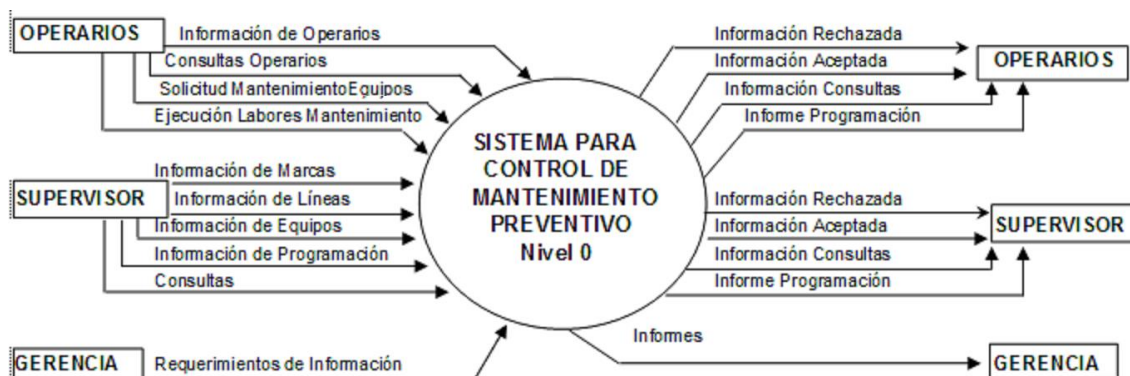 OPERARIOS
Información de Operarios
Consultas Operarios
Solicitud MantenimientoEquipos
Ejecución Labores Mantenimiento
SUPERVISOR
Información de Marcas
Información de Líneas
Información de Equipos
Información de Programación
Consultas
GERENCIA
Requerimientos de Información
SISTEMA PARA
CONTROL DE
MANTENIMIENTO
PREVENTIVO
Nivel 0
Información Rechazada
Información Aceptada
Información Consultas
Informe Programación
OPERARIOS
Información Rechazada
Información Aceptada
Información Consultas
Informe Programación
SUPERVISOR
Informes
GERENCIA